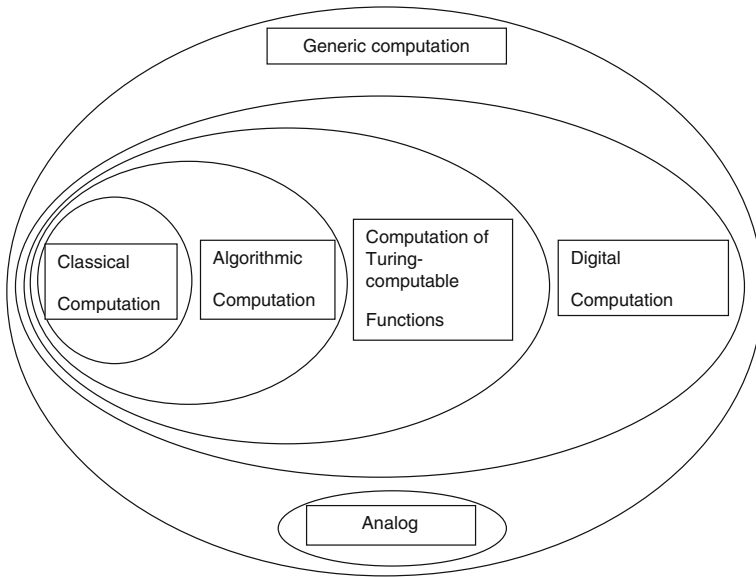 Generic computation
Classical
Computation
Algorithmic
Computation
Computation of
Turing-
computable
Functions
Digital
Computation
Analog